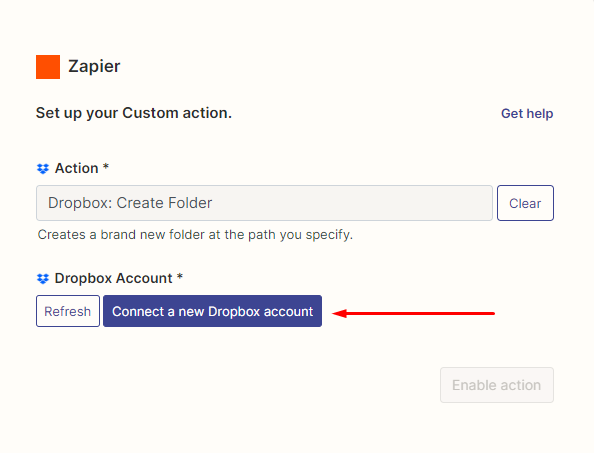 Zapier
Set up your Custom action.
Get help
Action *
Dropbox: Create Folder
Clear
Creates a brand new folder at the path you specify.
Dropbox Account *
Refresh
Connect a new Dropbox account
Enable action